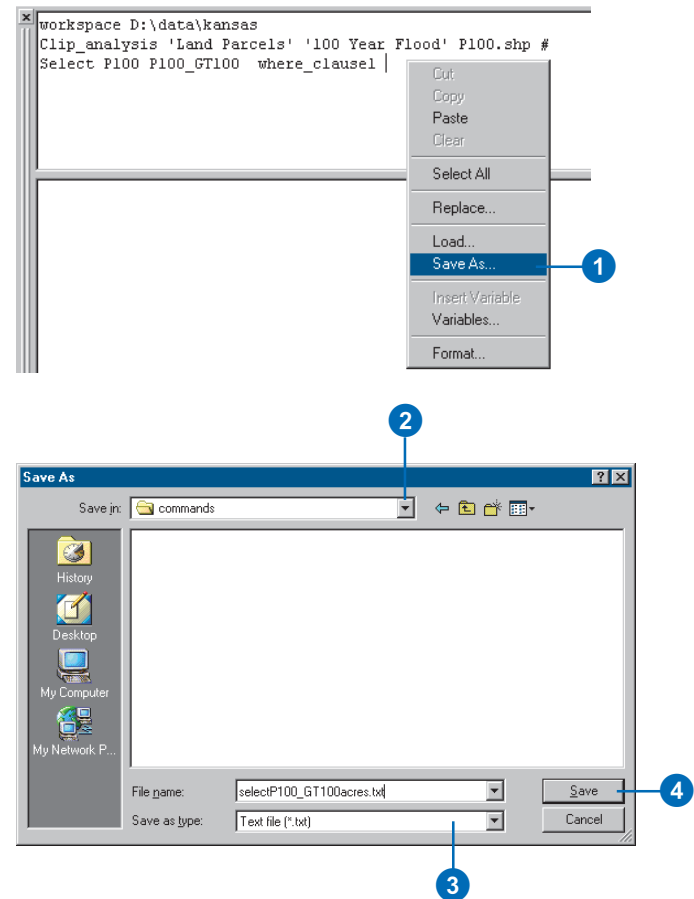 workspace D:\data\kansas
Clip_analysis 'Land Parcels' '100 Year Flood' P100.shp #
Select P100 P100_GT100 where_clause1
Cut
Copy
Paste
Clear
Select All
Replace...
Load...
Save As...
1
Insert Variable
Variables...
Format...
2
Save As
Save in:
commands
History
Desktop
My Computer
My Network P...
File name:
selectP100_GT100acres.txt
Save
4
Save as type:
Text file (*.txt)
Cancel
3